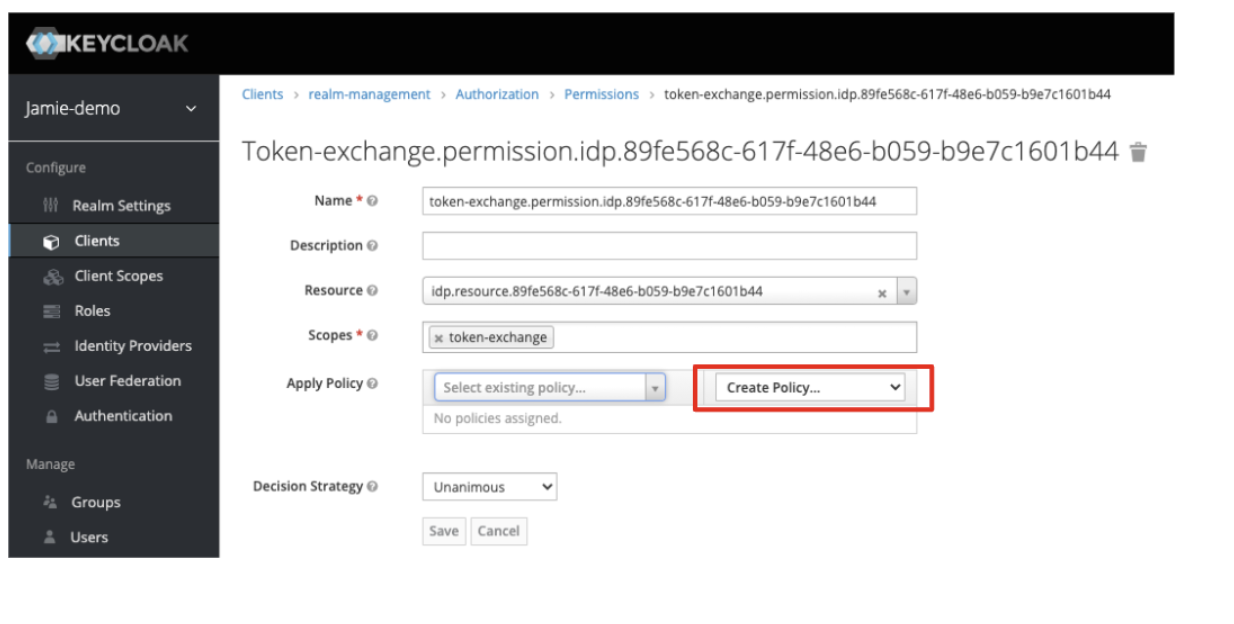 KEYCLOAK
Jamie-demo
Clients > realm-management > Authorization > Permissions > token-exchange.permission.idp.89fe568c-617f-48e6-b059-b9e7c1601b44
Token-exchange.permission.idp.89fe568c-617f-48e6-b059-b9e7c1601b44
Configure
Realm Settings
Clients
Client Scopes
Roles
Identity Providers
User Federation
Authentication
Manage
Groups
Users
Name * token-exchange.permission.idp.89fe568c-617f-48e6-b059-b9e7c1601b44
Description
Resource idp.resource.89fe568c-617f-48e6-b059-b9e7c1601b44
Scopes * token-exchange
Apply Policy Select existing policy... Create Policy...
No policies assigned.
Decision Strategy Unanimous
Save Cancel